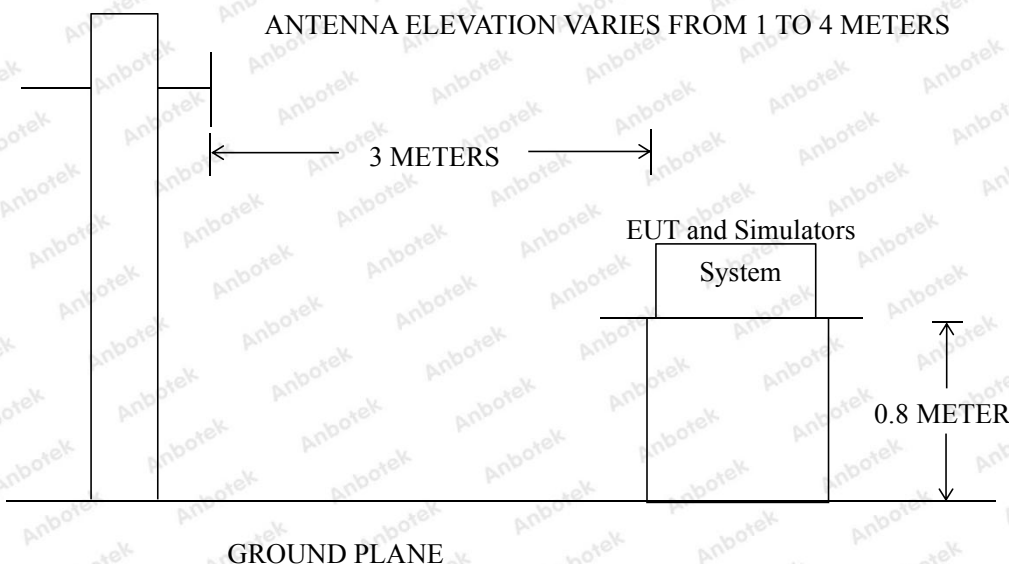 ANTENNA ELEVATION VARIES FROM 1 TO 4 METERS
3 METERS
EUT and Simulators
System
0.8 METER
GROUND PLANE
Anbotek